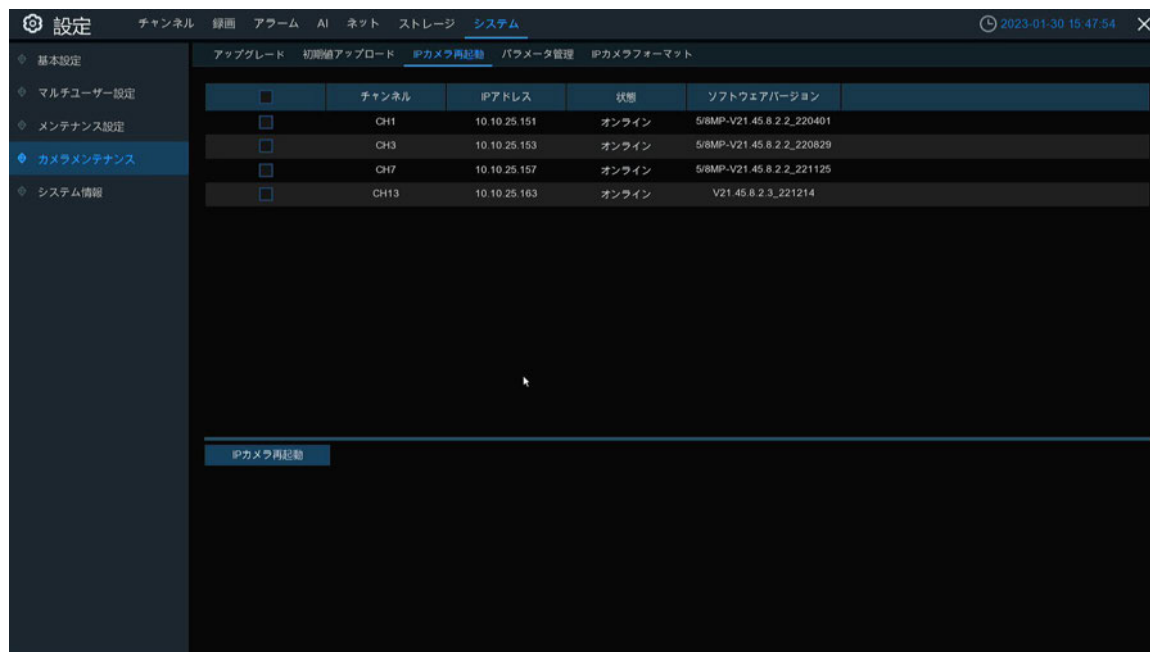 設定 チャンネル 録画 アラーム AI ネット ストレージ システム 2023-01-30 15:47:54
アップグレード 初期値アップロード IPカメラ再起動 パラメータ管理 IPカメラフォーマット
基本設定
マルチユーザー設定
メンテナンス設定
カメラメンテナンス
システム情報
チャンネル IPアドレス 状態 ソフトウェアバージョン
CH1 10.10.25.151 オンライン 5/8MP-V21.45.8.2.2_220401
CH3 10.10.25.153 オンライン 5/8MP-V21.45.8.2.2_220829
CH7 10.10.25.157 オンライン 5/8MP-V21.45.8.2.2_221125
CH13 10.10.25.163 オンライン V21.45.8.2.3_221214
IPカメラ再起動